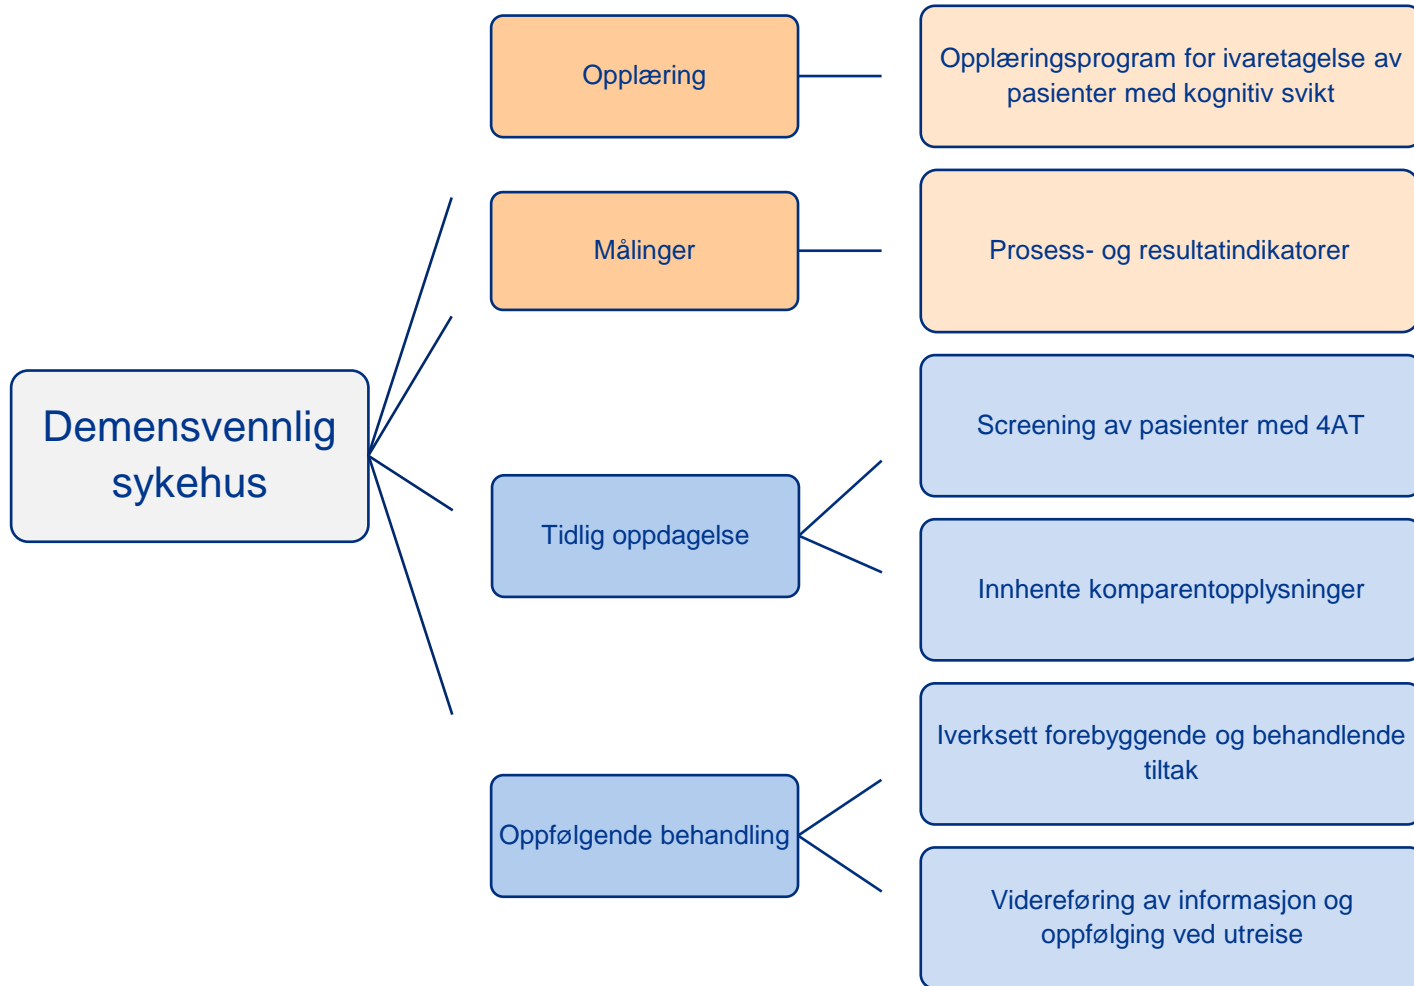 Demensvennlig
sykehus
Opplæring
Opplæringsprogram for ivaretagelse av
pasienter med kognitiv svikt
Målinger
Prosess- og resultatindikatorer
Tidlig oppdagelse
Screening av pasienter med 4AT
Innhente komparentopplysninger
Oppfølgende behandling
Iverksett forebyggende og behandlende
tiltak
Videreføring av informasjon og
oppfølging ved utreise